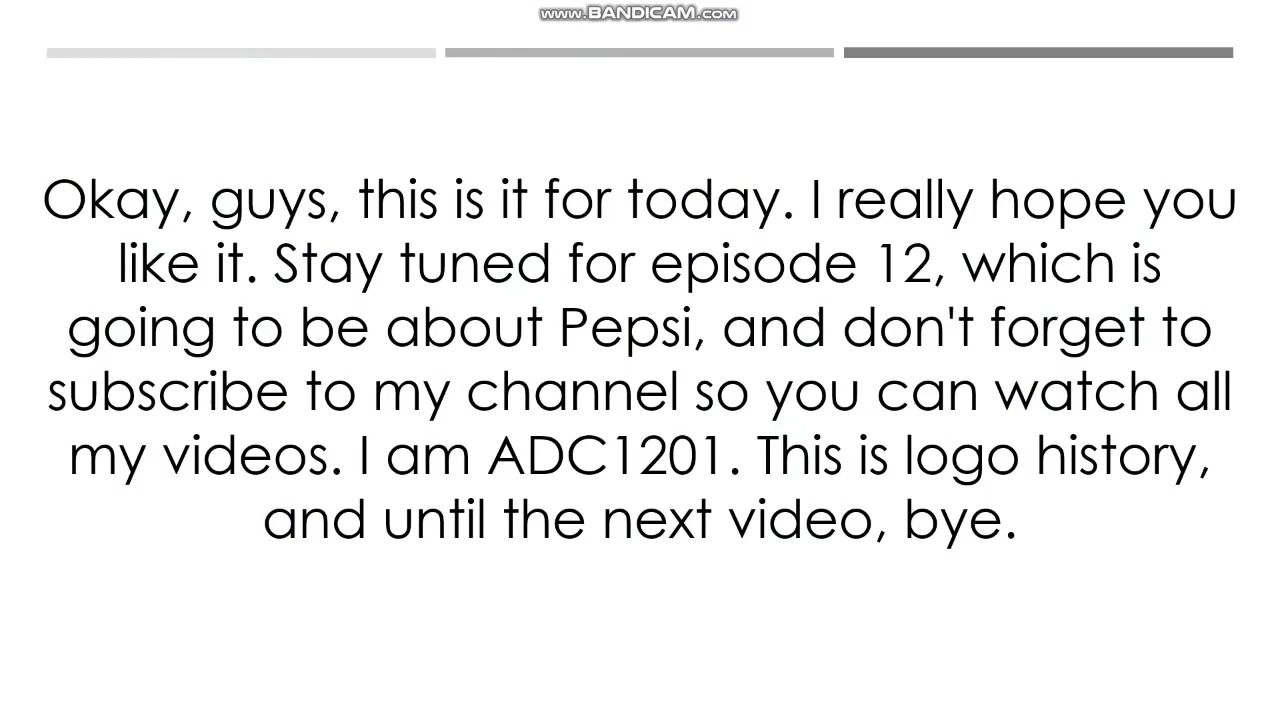 www.BANDICAM.com
Okay, guys, this is it for today. I really hope you
like it. Stay tuned for episode 12, which is
going to be about Pepsi, and don't forget to
subscribe to my channel so you can watch all
my videos. I am ADC1201. This is logo history,
and until the next video, bye.